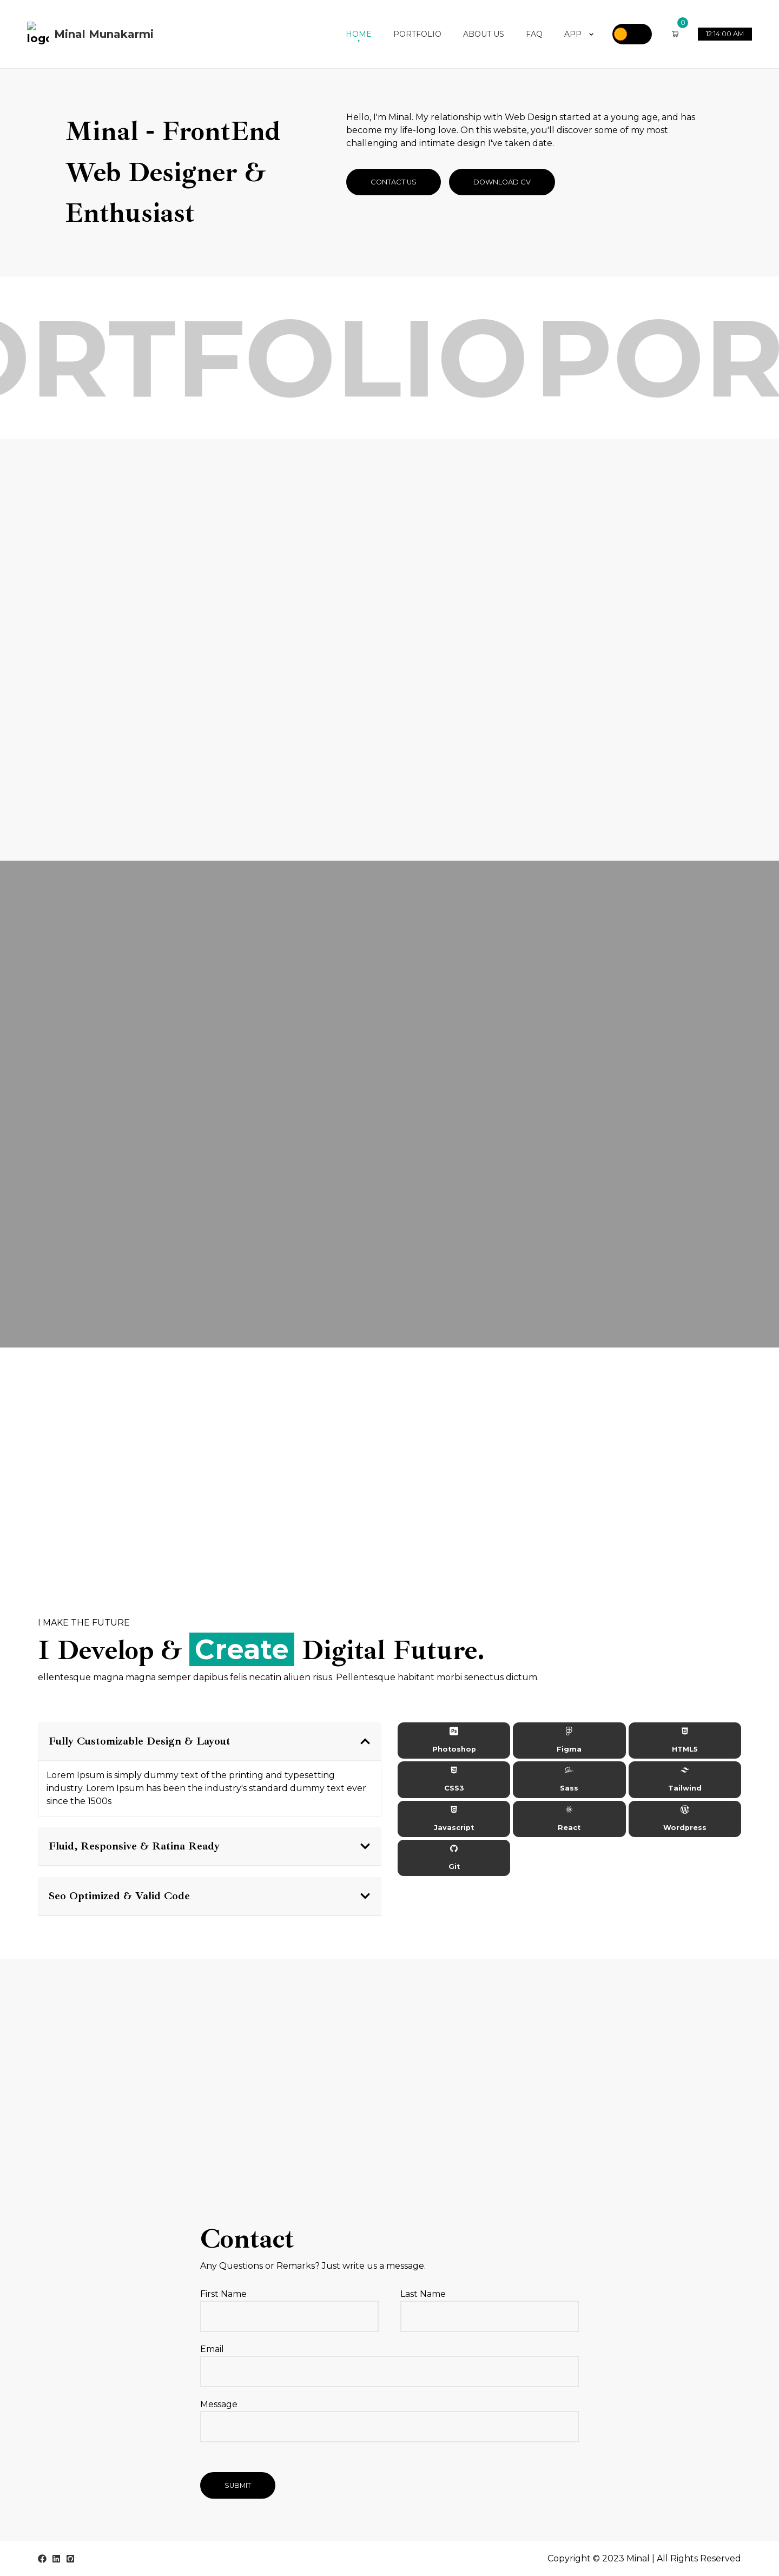 logo
Minal Munakarmi
HOME
PORTFOLIO
ABOUT US
FAQ
APP
0
12:14:00 AM
Minal - FrontEnd
Web Designer &
Enthusiast
Hello, I'm Minal. My relationship with Web Design started at a young age, and has
become my life-long love. On this website, you'll discover some of my most
challenging and intimate design I've taken date.
CONTACT US
DOWNLOAD CV
ORTFOLIO POR
I MAKE THE FUTURE
I Develop & Create Digital Future.
ellentesque magna magna semper dapibus felis necatin aliuen risus. Pellentesque habitant morbi senectus dictum.
Fully Customizable Design & Layout
Lorem Ipsum is simply dummy text of the printing and typesetting
industry. Lorem Ipsum has been the industry's standard dummy text ever
since the 1500s
Fluid, Responsive & Ratina Ready
Seo Optimized & Valid Code
Ps
Photoshop
Figma
HTML5
CSS3
Sass
Tailwind
Javascript
React
Wordpress
Git
Contact
Any Questions or Remarks? Just write us a message.
First Name
Last Name
Email
Message
SUBMIT
Copyright © 2023 Minal | All Rights Reserved